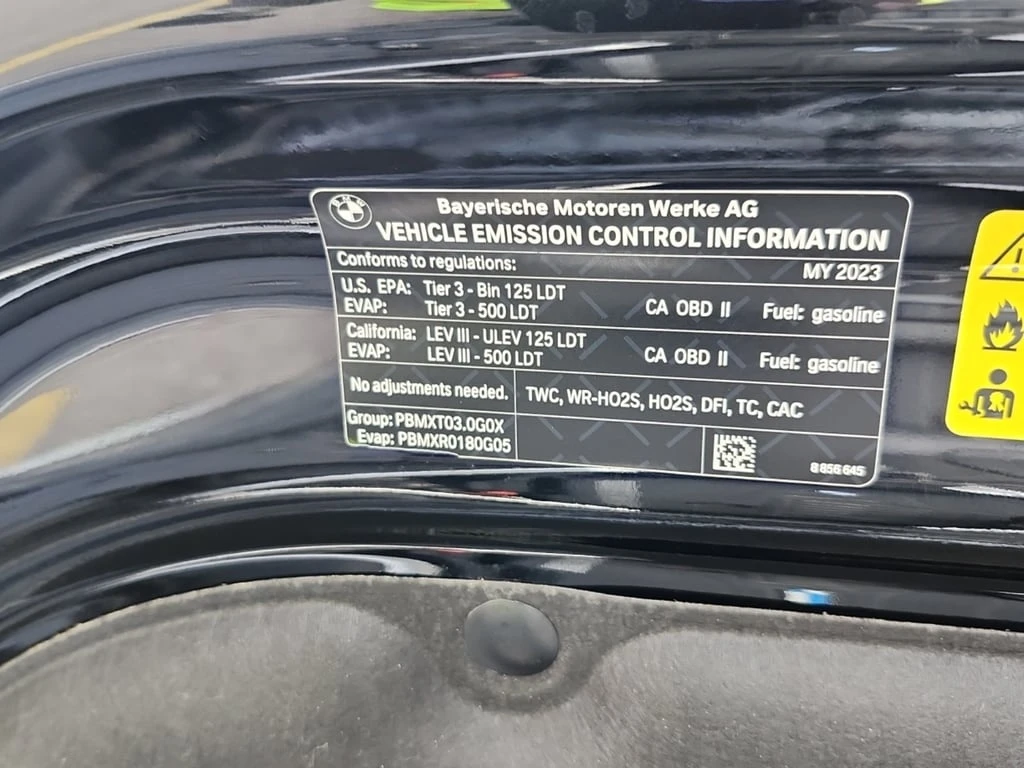 BMW
Bayerische Motoren Werke AG
VEHICLE EMISSION CONTROL INFORMATION
Conforms to regulations: MY 2023
U.S. EPA: Tier 3 - Bin 125 LDT
EVAP: Tier 3 - 500 LDT CA OBD II Fuel: gasoline
California: LEV III - ULEV 125 LDT
EVAP: LEV III - 500 LDT CA OBD II Fuel: gasoline
No adjustments needed. TWC, WR-HO2S, HO2S, DFI, TC, CAC
Group: PBMXT03.0G0X
Evap: PBMXR0180G05
8 856 645